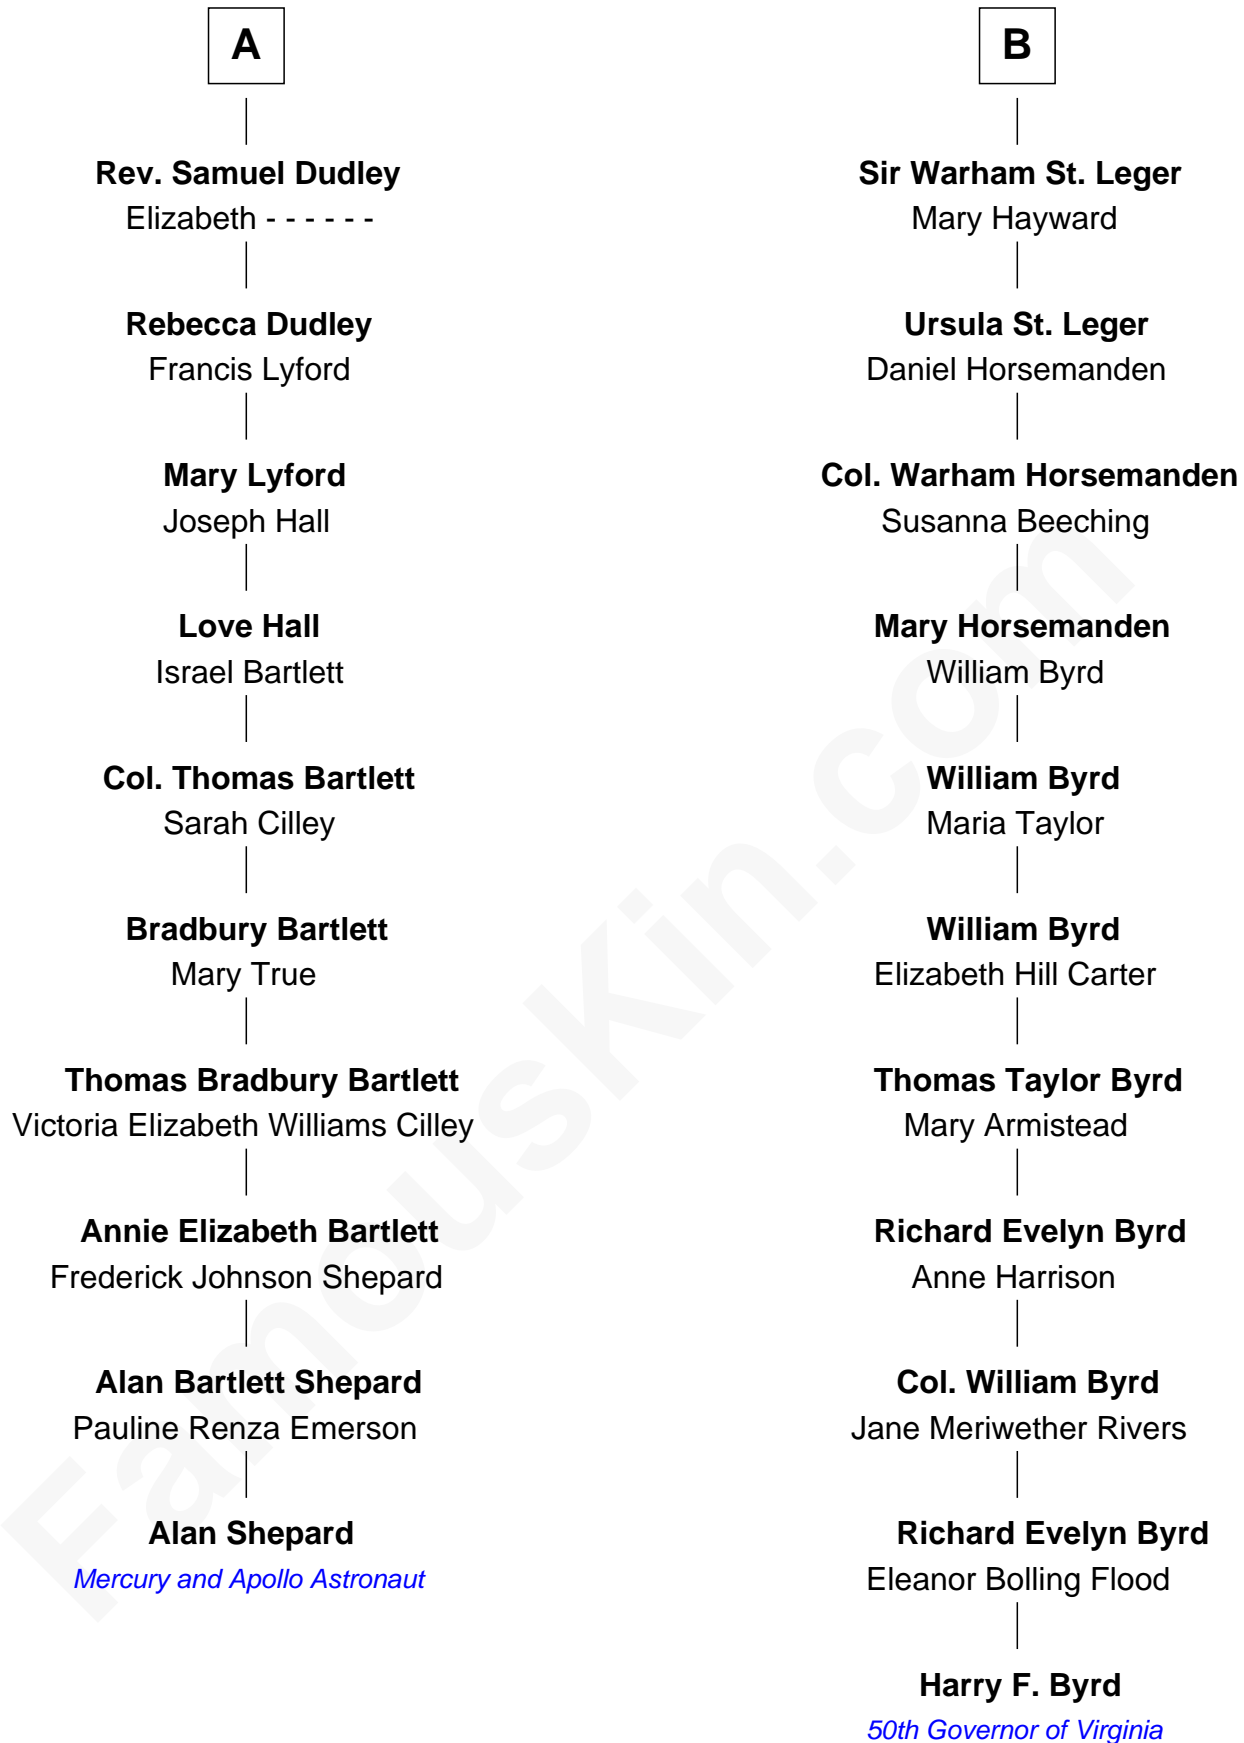 A
Rev. Samuel Dudley
Elizabeth - - - - - -
Rebecca Dudley
Francis Lyford
Mary Lyford
Joseph Hall
Love Hall
Israel Bartlett
Col. Thomas Bartlett
Sarah Cilley
Bradbury Bartlett
Mary True
Thomas Bradbury Bartlett
Victoria Elizabeth Williams Cilley
Annie Elizabeth Bartlett
Frederick Johnson Shepard
Alan Bartlett Shepard
Pauline Renza Emerson
Alan Shepard
Mercury and Apollo Astronaut
B
Sir Warham St. Leger
Mary Hayward
Ursula St. Leger
Daniel Horsemanden
Col. Warham Horsemanden
Susanna Beeching
Mary Horsemanden
William Byrd
William Byrd
Maria Taylor
William Byrd
Elizabeth Hill Carter
Thomas Taylor Byrd
Mary Armistead
Richard Evelyn Byrd
Anne Harrison
Col. William Byrd
Jane Meriwether Rivers
Richard Evelyn Byrd
Eleanor Bolling Flood
Harry F. Byrd
50th Governor of Virginia
FamousKin.com